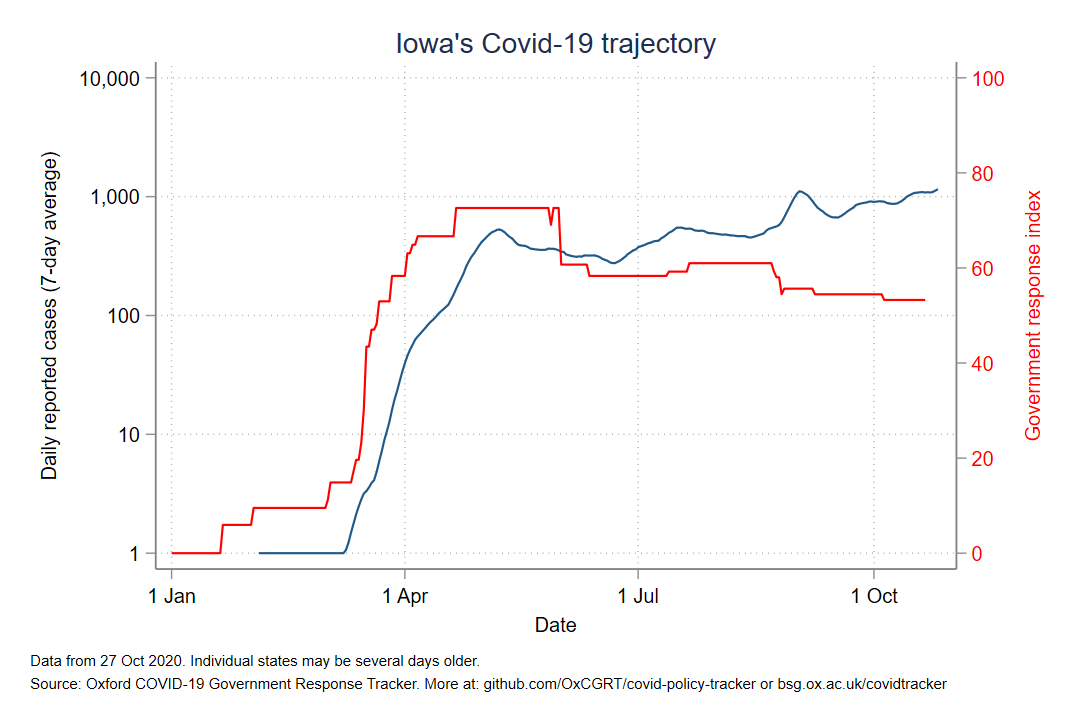 Iowa's Covid-19 trajectory
10,000
1,000
100
10
1
Daily reported cases (7-day average)
100
80
60
40
20
0
Government response index
1 Jan
1 Apr
1 Jul
1 Oct
Date
Data from 27 Oct 2020. Individual states may be several days older.
Source: Oxford COVID-19 Government Response Tracker. More at: github.com/OxCGRT/covid-policy-tracker or bsg.ox.ac.uk/covidtracker